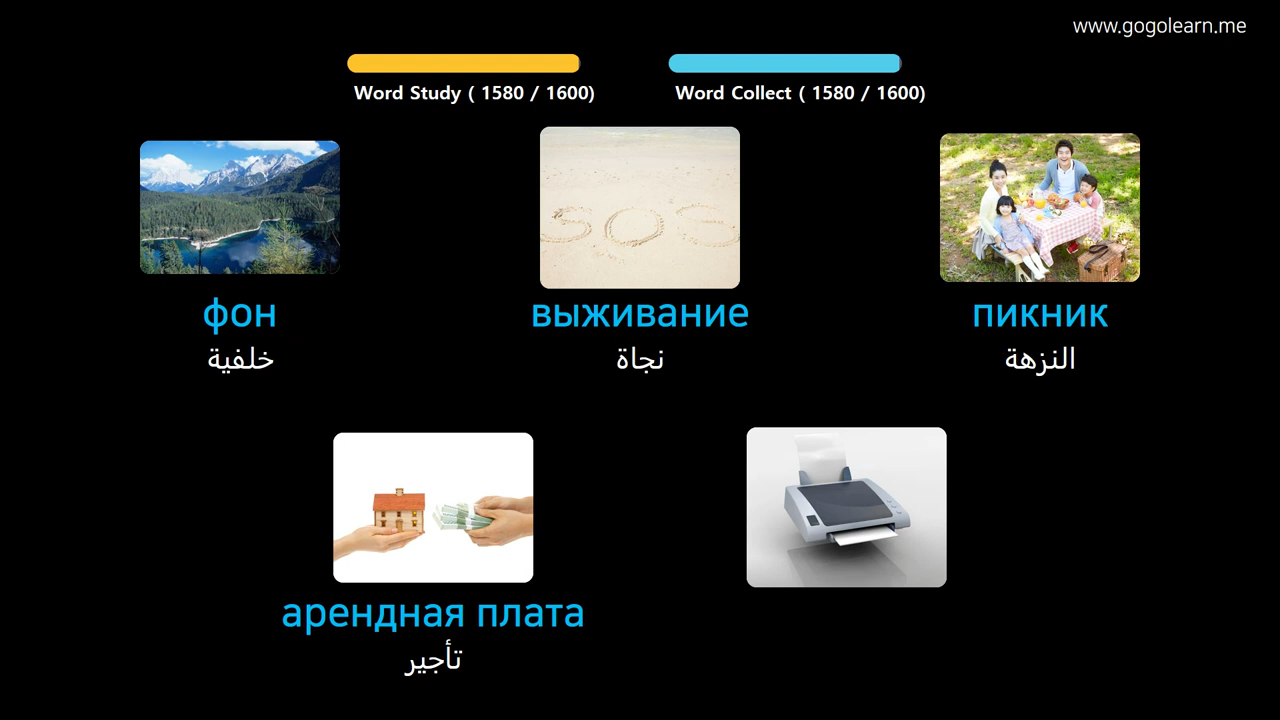 www.gogolearn.me
Word Study ( 1580 / 1600)
Word Collect ( 1580 / 1600)
SOS
фон
خلفية
выживание
نجاة
пикник
النزهة
арендная плата
تأجير